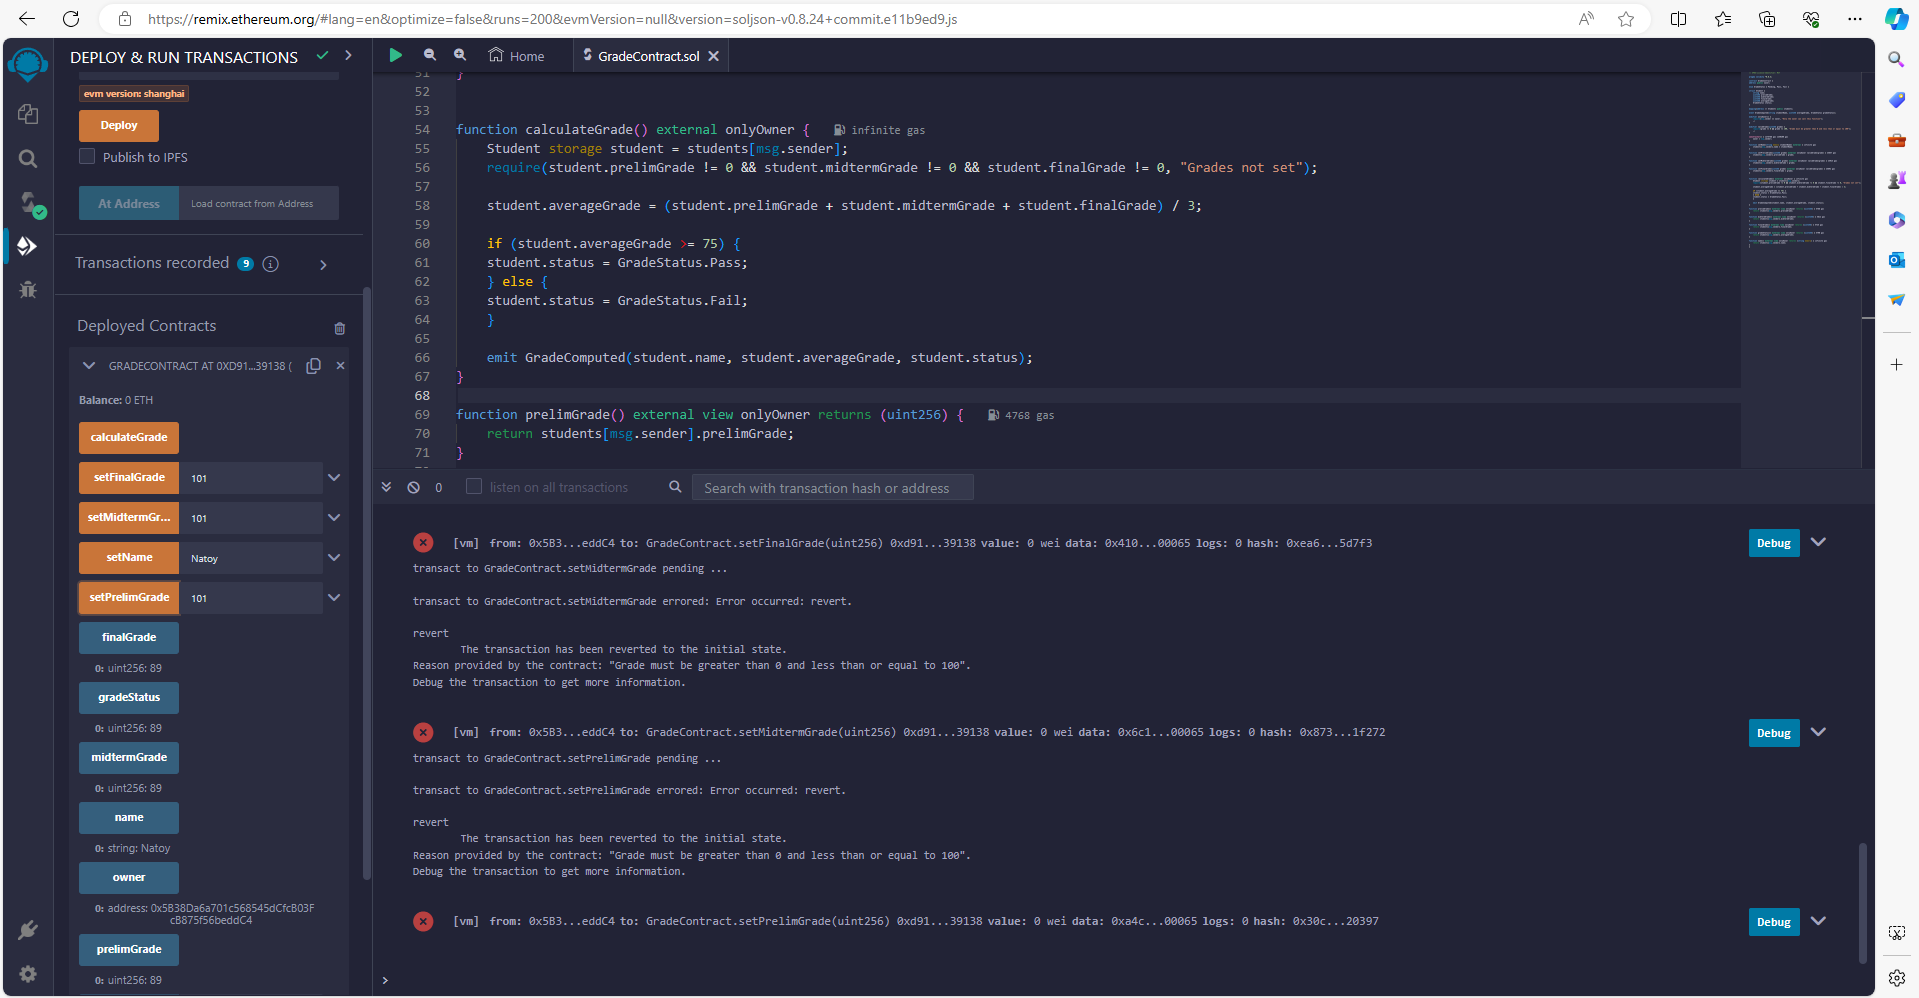 https://remix.ethereum.org/#lang=en&optimize=false&runs=200&evmVersion=null&version=soljson-v0.8.24+commit.e11b9ed9.js
DEPLOY & RUN TRANSACTIONS
Home
GradeContract.sol
evm version: shanghai
Deploy
Publish to IPFS
At Address
Load contract from Address
Transactions recorded 9 i
Deployed Contracts
GRADECONTRACT AT 0XD91...39138 (
Balance: 0 ETH
calculateGrade
setFinalGrade 101
setMidtermGr... 101
setName Natoy
setPrelimGrade 101
finalGrade
0: uint256: 89
gradeStatus
0: uint256: 89
midtermGrade
0: uint256: 89
name
0: string: Natoy
owner
0: address: 0x5B38Da6a701c568545dCfcB03F
cB875f56beddC4
prelimGrade
0: uint256: 89
51 }
52
53
54 function calculateGrade() external onlyOwner { infinite gas
55 Student storage student = students[msg.sender];
56 require(student.prelimGrade != 0 && student.midtermGrade != 0 && student.finalGrade != 0, "Grades not set");
57
58 student.averageGrade = (student.prelimGrade + student.midtermGrade + student.finalGrade) / 3;
59
60 if (student.averageGrade >= 75) {
61 student.status = GradeStatus.Pass;
62 } else {
63 student.status = GradeStatus.Fail;
64 }
65
66 emit GradeComputed(student.name, student.averageGrade, student.status);
67 }
68
69 function prelimGrade() external view onlyOwner returns (uint256) { 4768 gas
70 return students[msg.sender].prelimGrade;
71 }
0 listen on all transactions Search with transaction hash or address
[vm] from: 0x5B3...eddC4 to: GradeContract.setFinalGrade(uint256) 0xd91...39138 value: 0 wei data: 0x410...00065 logs: 0 hash: 0xea6...5d7f3 Debug
transact to GradeContract.setMidtermGrade pending ...
transact to GradeContract.setMidtermGrade errored: Error occurred: revert.
revert
The transaction has been reverted to the initial state.
Reason provided by the contract: "Grade must be greater than 0 and less than or equal to 100".
Debug the transaction to get more information.
[vm] from: 0x5B3...eddC4 to: GradeContract.setMidtermGrade(uint256) 0xd91...39138 value: 0 wei data: 0x6c1...00065 logs: 0 hash: 0x873...1f272 Debug
transact to GradeContract.setPrelimGrade pending ...
transact to GradeContract.setPrelimGrade errored: Error occurred: revert.
revert
The transaction has been reverted to the initial state.
Reason provided by the contract: "Grade must be greater than 0 and less than or equal to 100".
Debug the transaction to get more information.
[vm] from: 0x5B3...eddC4 to: GradeContract.setPrelimGrade(uint256) 0xd91...39138 value: 0 wei data: 0xa4c...00065 logs: 0 hash: 0x30c...20397 Debug
>